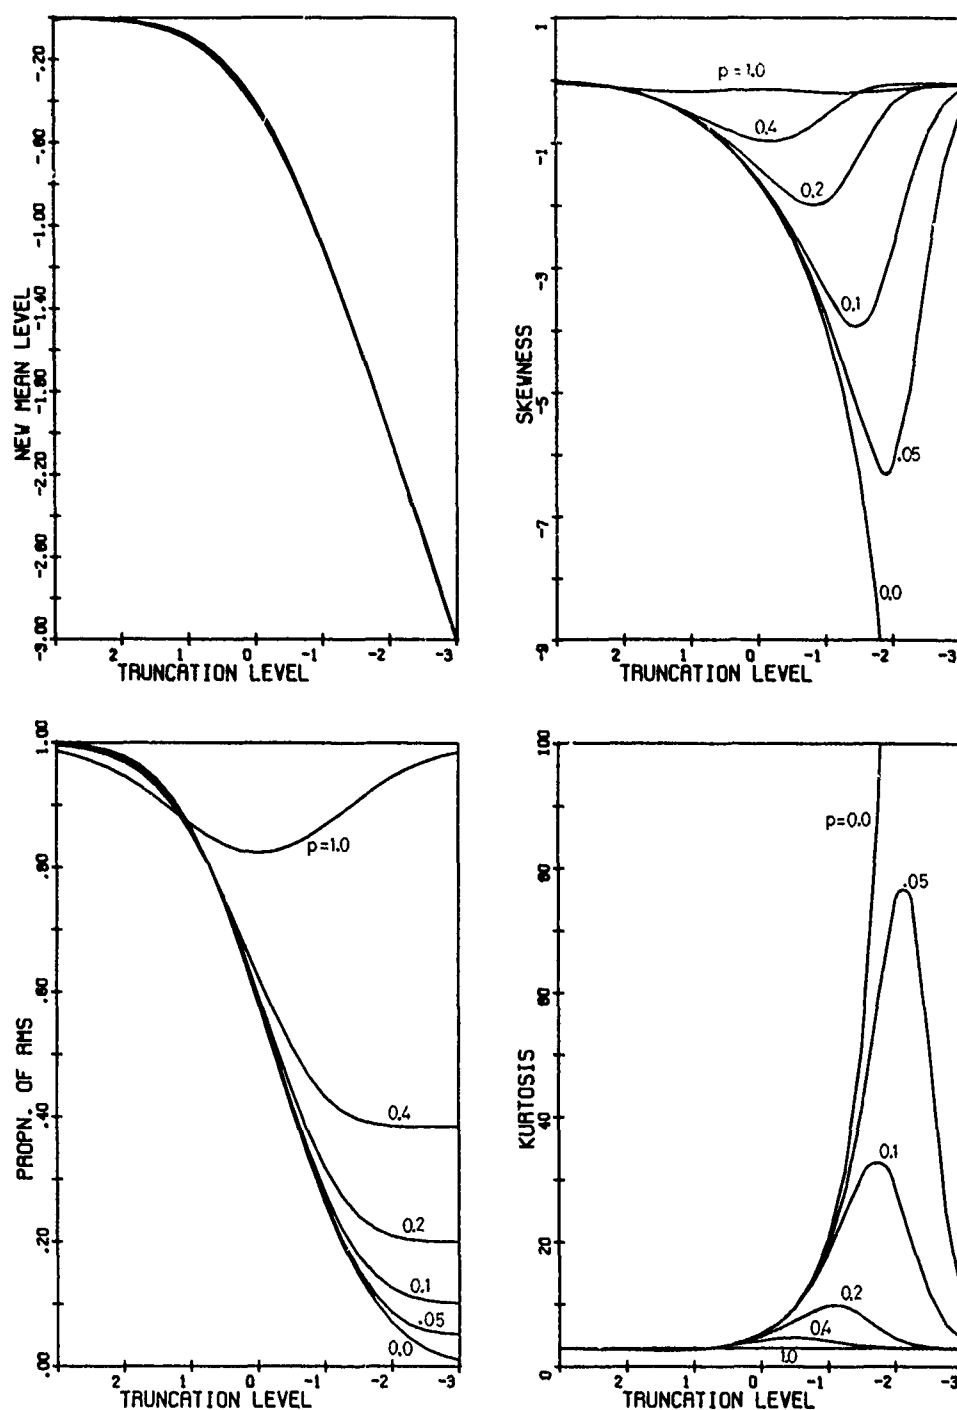 -.20
-.60
-1.00
-1.40
-1.80
-2.20
-2.60
-3.00
NEW MEAN LEVEL
2 1 0 -1 -2 -3
TRUNCATION LEVEL
1
-1
-3
-5
-7
-9
SKEWNESS
p=1.0
0.4
0.2
0.1
.05
0.0
2 1 0 -1 -2 -3
TRUNCATION LEVEL
1.00
.80
.60
.40
.20
.00
PROPN. OF RMS
p=1.0
0.4
0.2
0.1
.05
0.0
2 1 0 -1 -2 -3
TRUNCATION LEVEL
100
80
60
40
20
0
KURTOSIS
p=0.0
.05
0.1
0.2
0.4
1.0
2 1 0 -1 -2 -3
TRUNCATION LEVEL